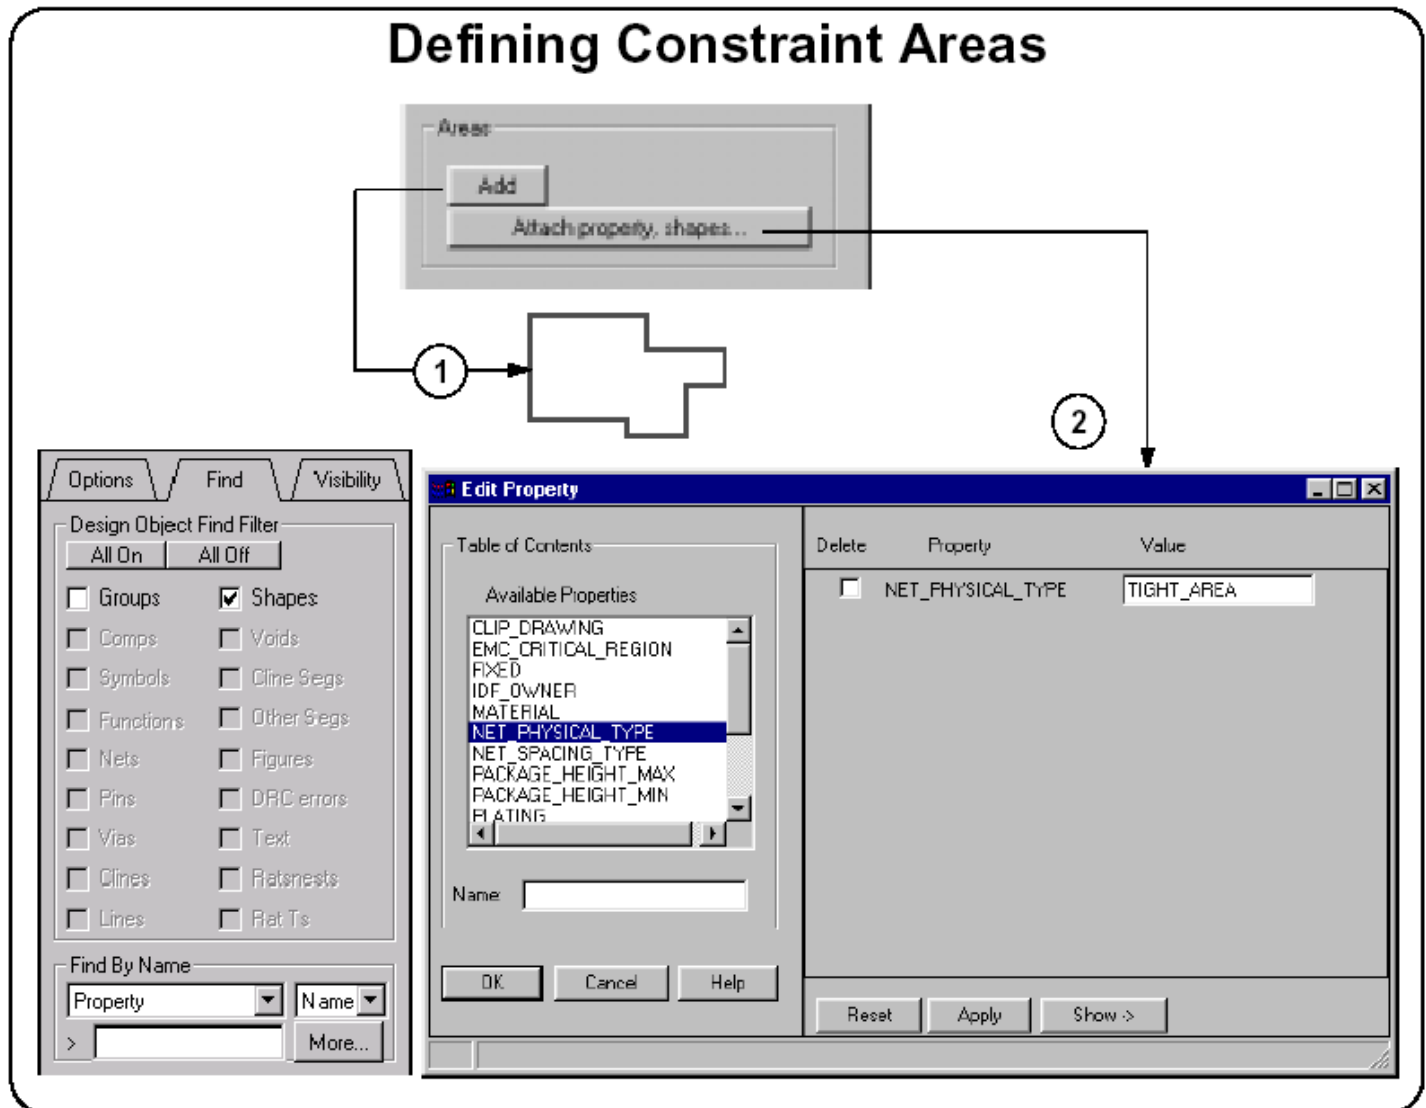 Defining Constraint Areas
Areas
Add
Attach property, shapes...
1
2
Options Find Visibility
Design Object Find Filter
All On All Off
Groups Shapes
Comps Voids
Symbols Cline Segs
Functions Other Segs
Nets Figures
Pins DRC errors
Vias Text
Clines Ratsnests
Lines Rat Ts
Find By Name
Property Name
> More...
Edit Property
Table of Contents
Available Properties
CLIP_DRAWING
EMC_CRITICAL_REGION
FIXED
IDF_OWNER
MATERIAL
NET_PHYSICAL_TYPE
NET_SPACING_TYPE
PACKAGE_HEIGHT_MAX
PACKAGE_HEIGHT_MIN
PLATING
Name:
OK Cancel Help
Delete Property Value
NET_PHYSICAL_TYPE TIGHT_AREA
Reset Apply Show ->